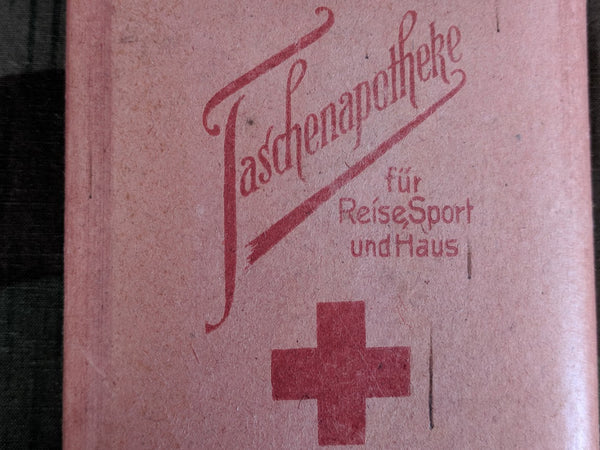 Taschenapotheke
für
Reise, Sport
und Haus